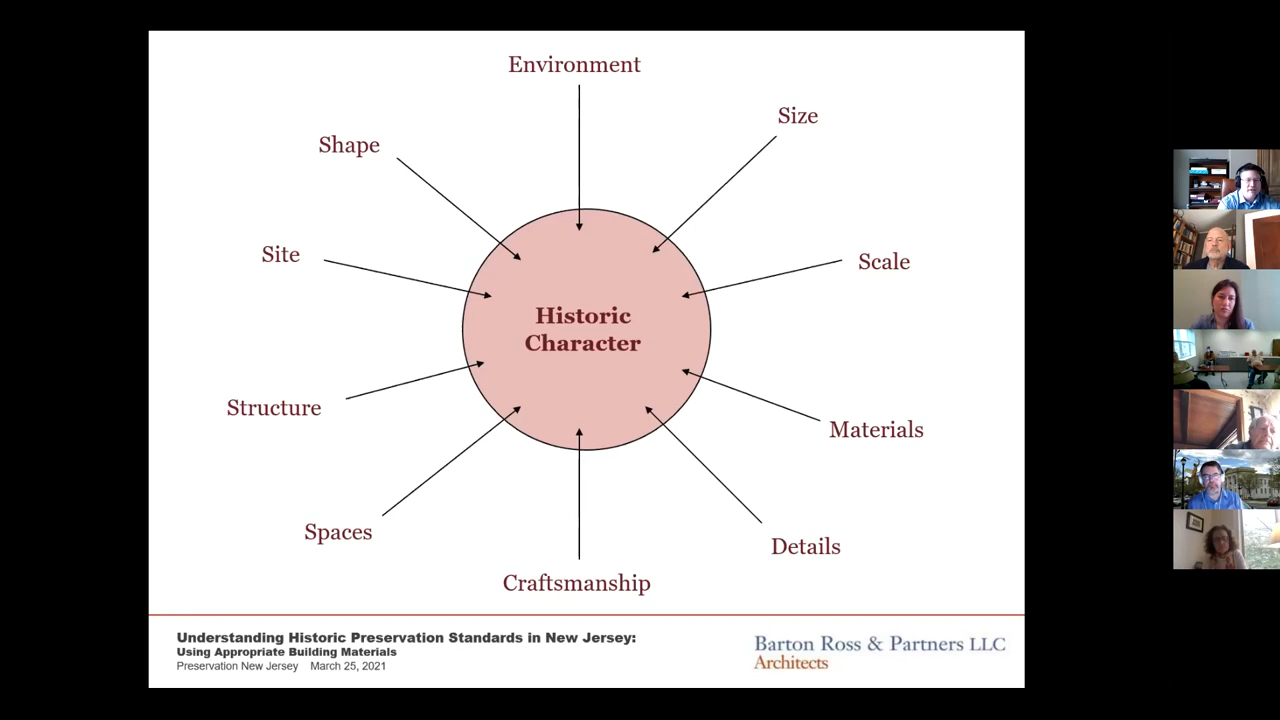 Environment
Size
Shape
Site
Scale
Historic
Character
Structure
Materials
Spaces
Details
Craftsmanship
Understanding Historic Preservation Standards in New Jersey:
Using Appropriate Building Materials
Preservation New Jersey March 25, 2021
Barton Ross & Partners LLC
Architects